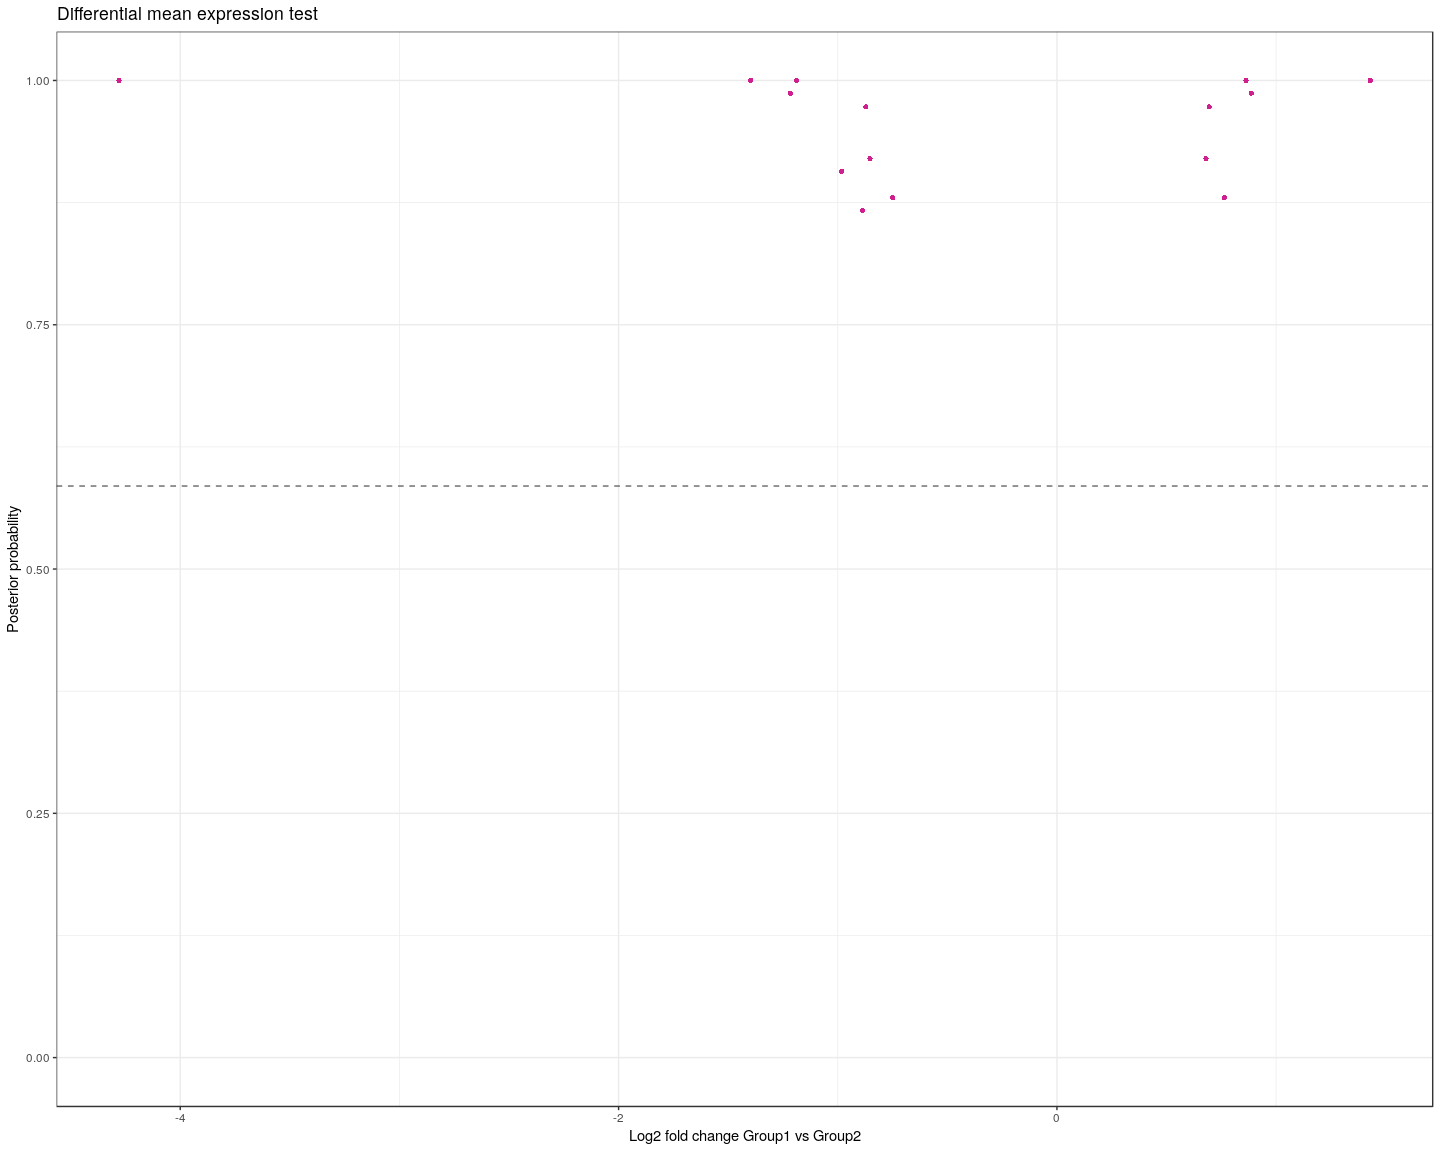 Differential mean expression test
1.00
0.75
0.50
0.25
0.00
Posterior probability
-4
-2
0
Log2 fold change Group1 vs Group2